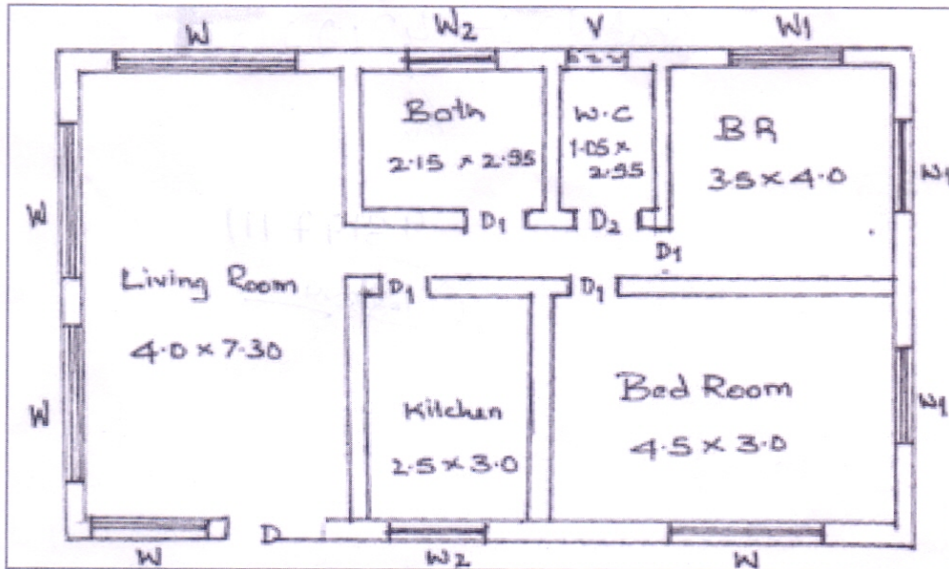 W
W2
V
W1
Bath
2.15 x 2.95
W.C
1.05 x
2.95
BR
3.5 x 4.0
W1
W
D1
D2
D1
Living Room
4.0 x 7.30
D1
D1
W
Kitchen
2.5 x 3.0
Bed Room
4.5 x 3.0
W1
W
D
W2
W